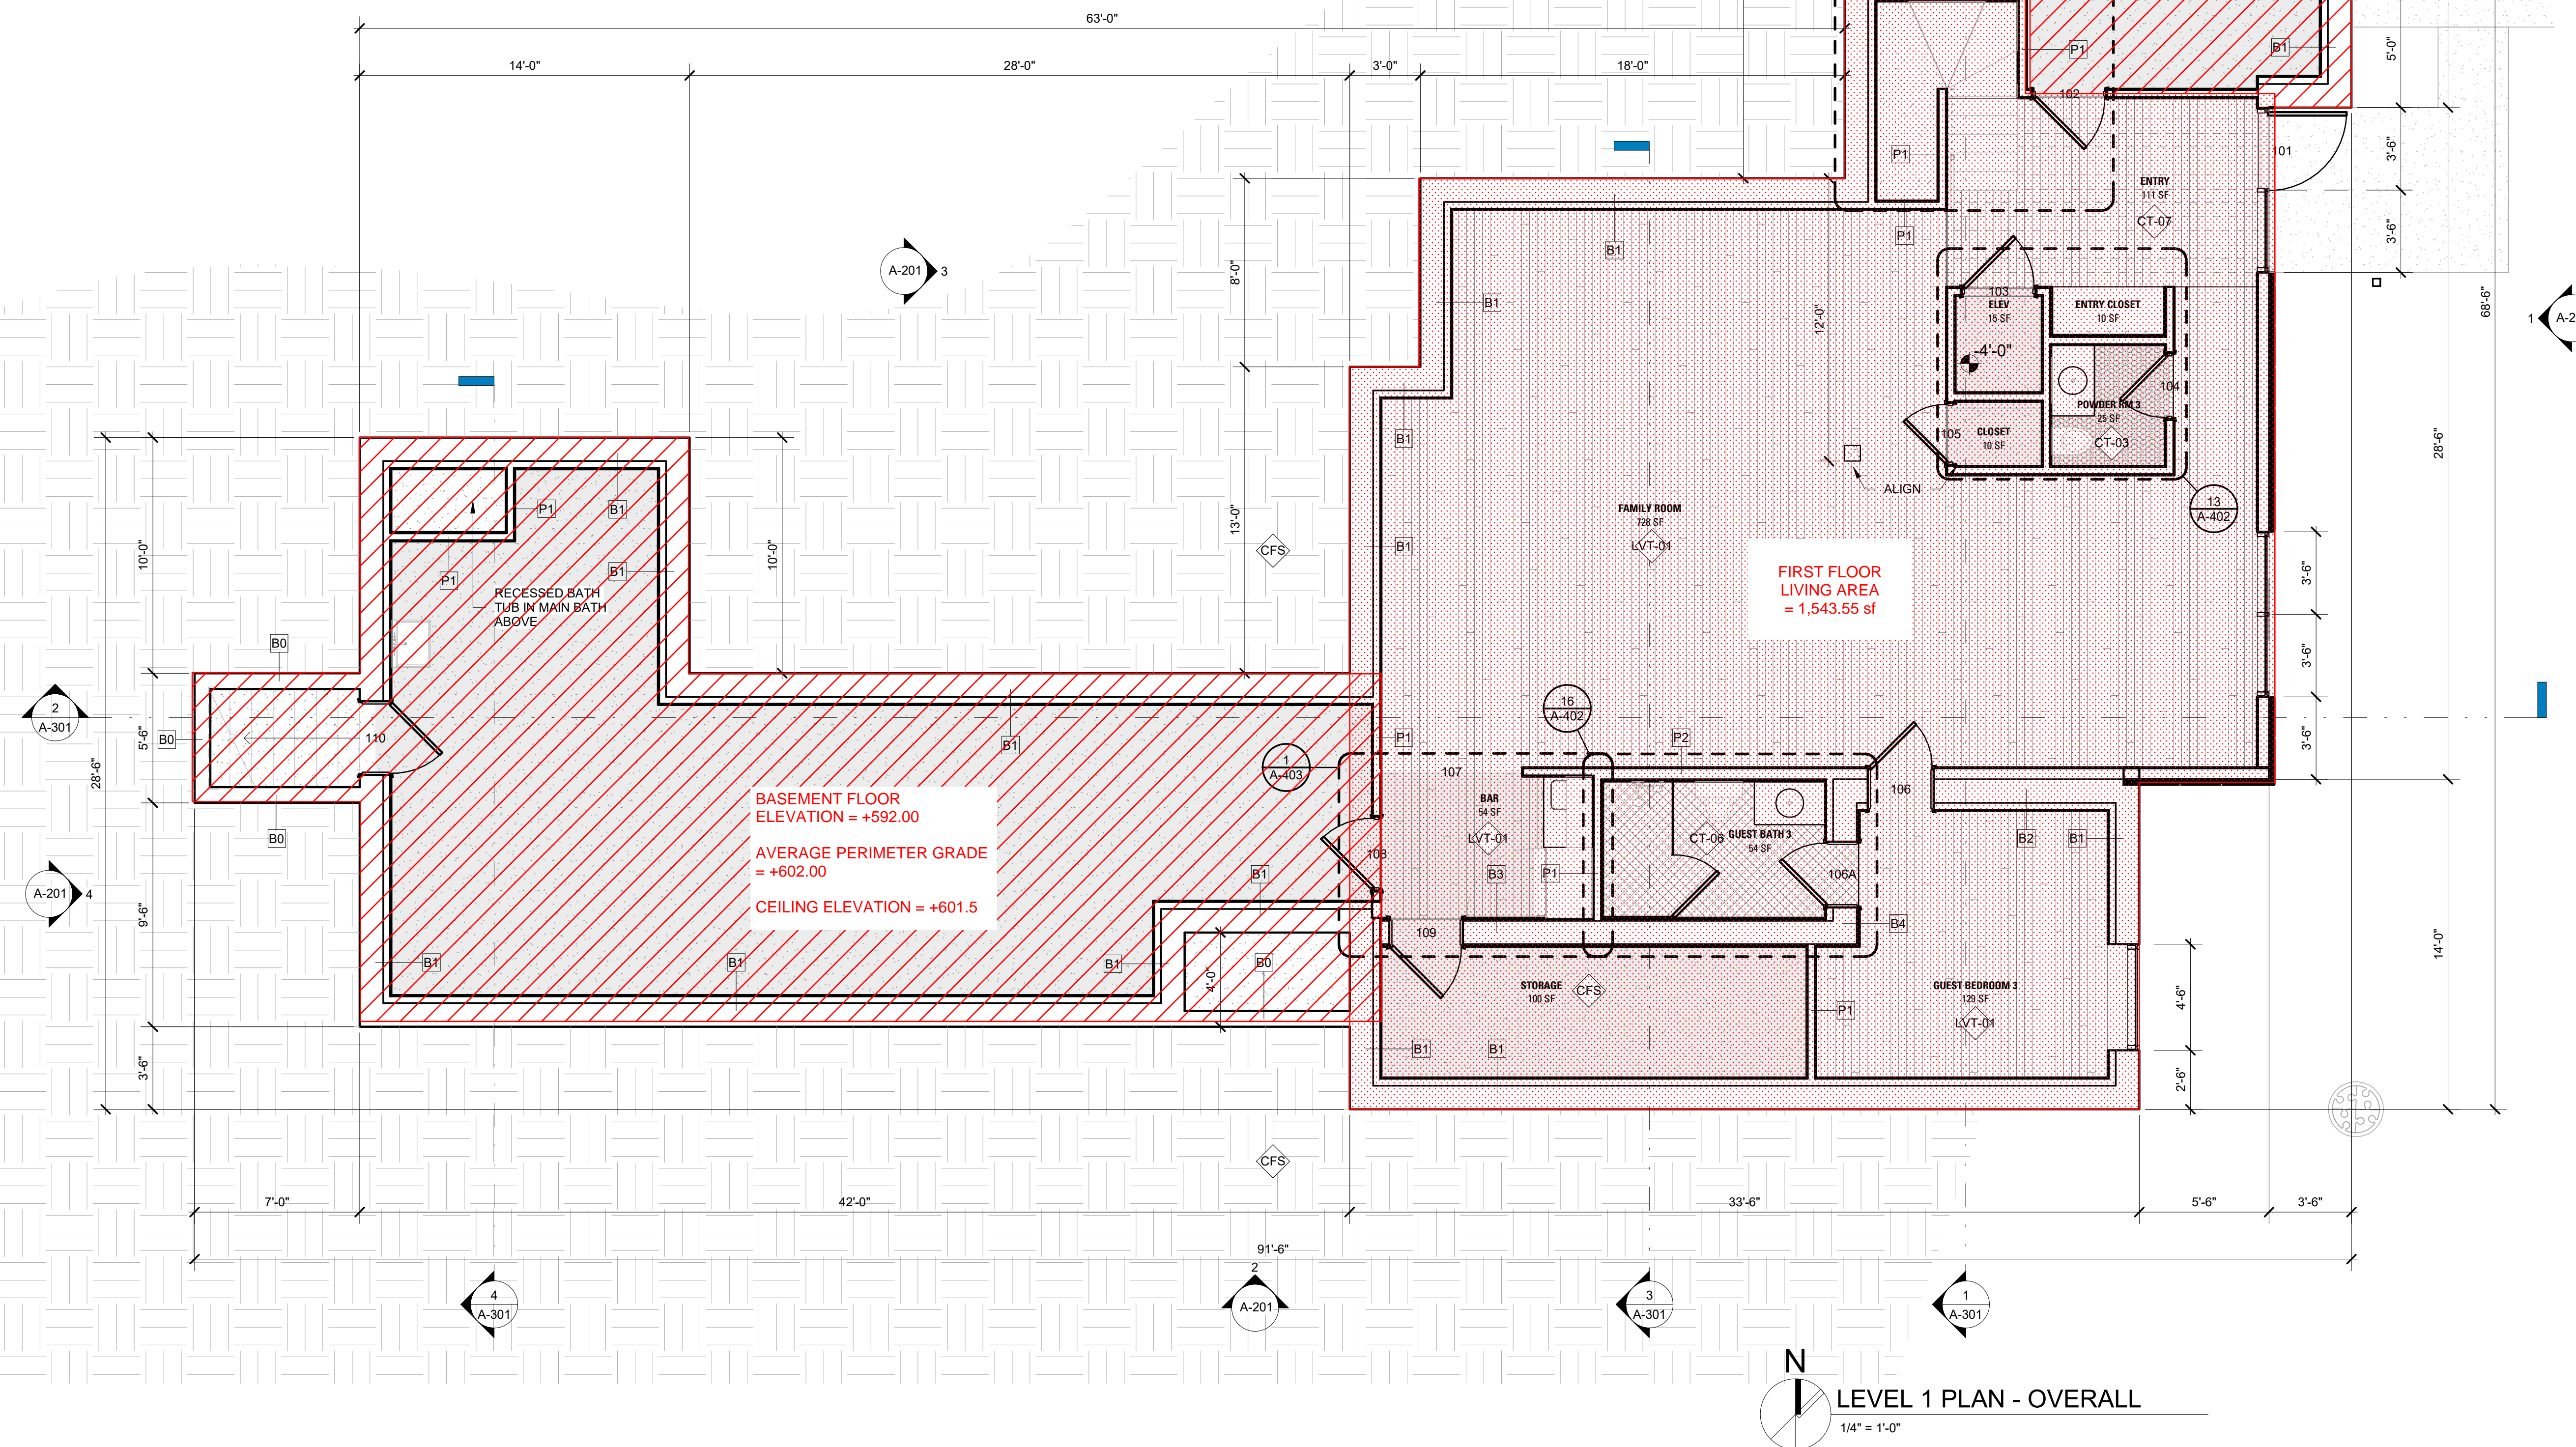 63'-0"
14'-0"
28'-0"
3'-0"
18'-0"
5'-0"
P1
B1
102
3'-6"
101
P1
ENTRY
111 SF
CT-07
3'-6"
P1
B1
8'-0"
A-201
3
B1
103
ELEV
15 SF
ENTRY CLOSET
10 SF
12'-0"
-4'-0"
68'-6"
1
A-2
104
POWDER RM 3
25 SF
CT-03
105
CLOSET
10 SF
B1
28'-6"
ALIGN
13
A-402
FAMILY ROOM
728 SF
LVT-01
P1
B1
13'-0"
10'-0"
10'-0"
CFS
B1
P1
B1
RECESSED BATH
TUB IN MAIN BATH
ABOVE
FIRST FLOOR
LIVING AREA
= 1,543.55 sf
3'-6"
3'-6"
3'-6"
B0
2
A-301
B0
5'-6"
110
B1
28'-6"
P1
16
A-402
P2
1
A-403
107
106
BASEMENT FLOOR
ELEVATION = +592.00
AVERAGE PERIMETER GRADE
= +602.00
CEILING ELEVATION = +601.5
BAR
54 SF
LVT-01
CT-06
GUEST BATH 3
54 SF
B0
B2
B1
108
B1
B3
P1
106A
A-201
4
9'-6"
109
B4
14'-0"
B1
B1
B1
B0
4'-0"
STORAGE
100 SF
CFS
GUEST BEDROOM 3
129 SF
LVT-01
P1
4'-6"
B1
B1
3'-6"
2'-6"
CFS
7'-0"
42'-0"
33'-6"
5'-6"
3'-6"
91'-6"
4
A-301
2
A-201
3
A-301
1
A-301
N
LEVEL 1 PLAN - OVERALL
1/4" = 1'-0"